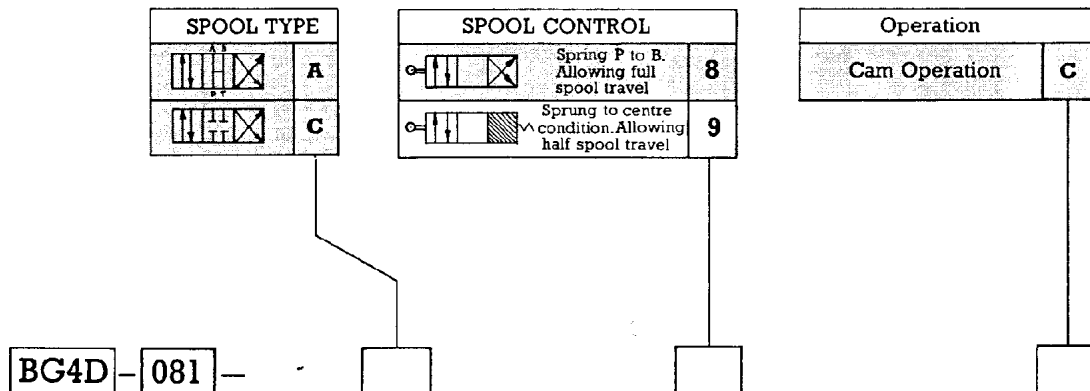 SPOOL TYPE
A
C
SPOOL CONTROL
Spring P to B.
Allowing full
spool travel
8
Sprung to centre
condition.Allowing
half spool travel
9
Operation
Cam Operation C
BG4D - 081 -